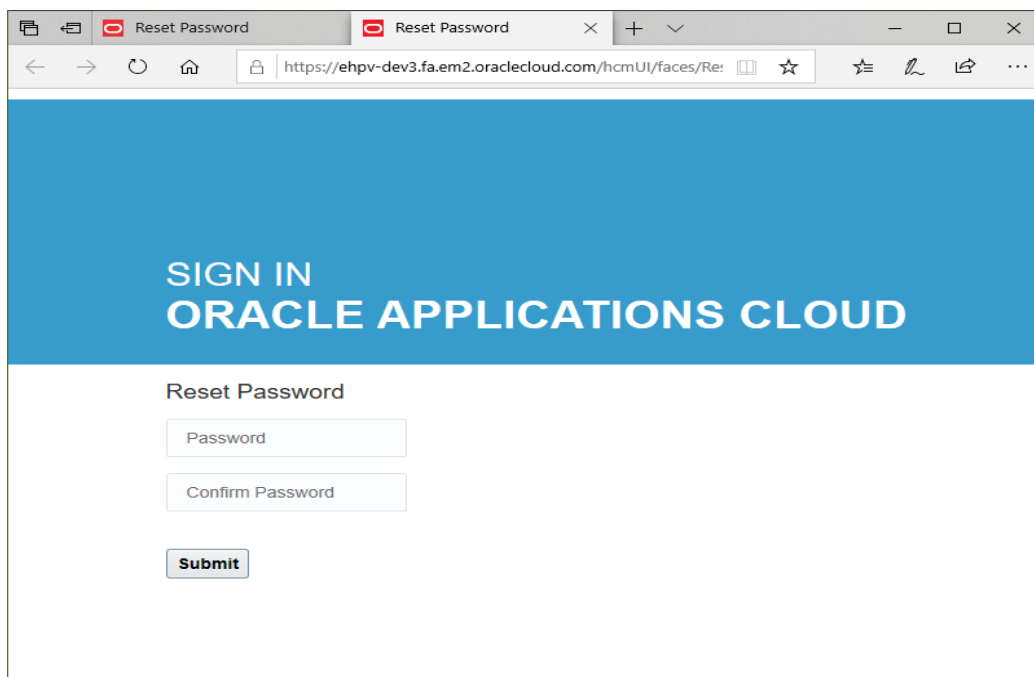 Reset Password
Reset Password
https://ehpv-dev3.fa.em2.oraclecloud.com/hcmUI/faces/Re
SIGN IN
ORACLE APPLICATIONS CLOUD
Reset Password
Password
Confirm Password
Submit